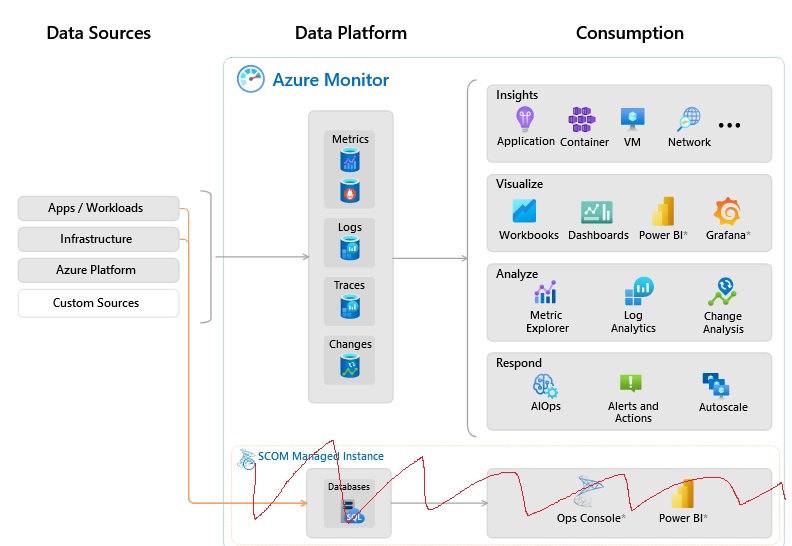 Data Sources
Data Platform
Consumption
Azure Monitor
Apps / Workloads
Infrastructure
Azure Platform
Custom Sources
Metrics
Logs
Traces
Changes
Insights
Application
Container
VM
Network
•••
Visualize
Workbooks
Dashboards
Power BI*
Grafana*
Analyze
Metric
Explorer
Log
Analytics
Change
Analysis
Respond
AIOps
Alerts and
Actions
Autoscale
SCOM Managed Instance
Databases
SQL
Ops Console*
Power BI*